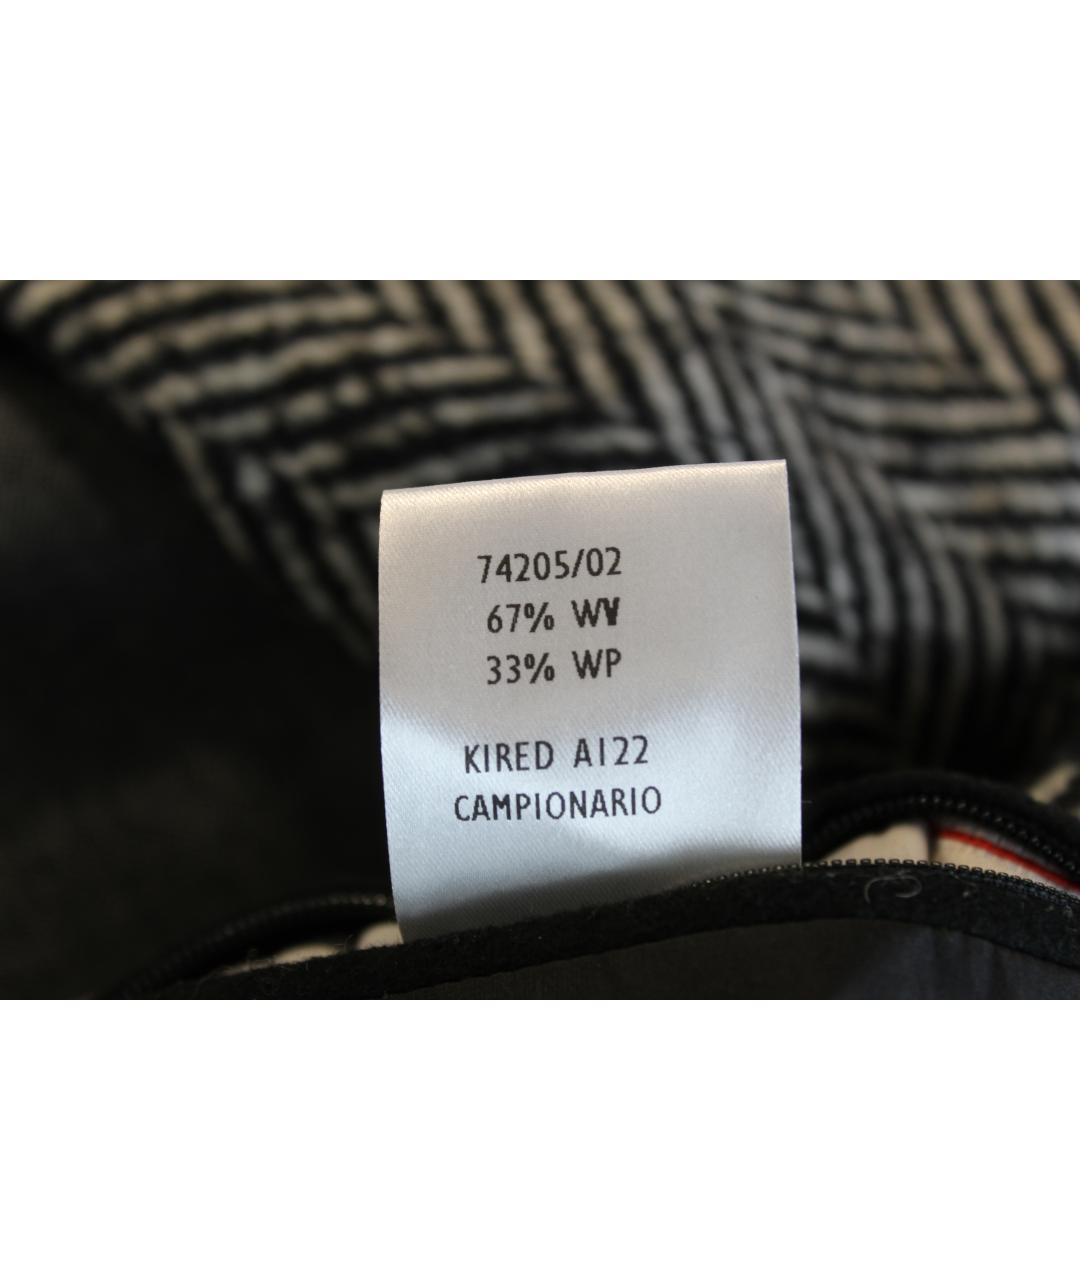 74205/02
67% WV
33% WP
KIRED AI22
CAMPIONARIO